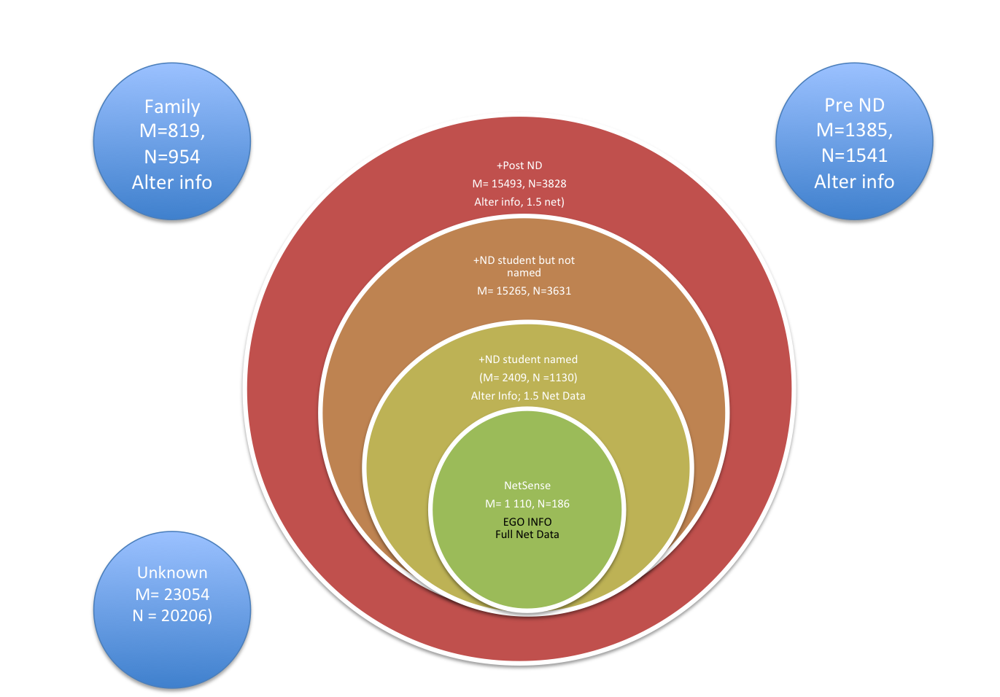 Family
M=819,
N=954
Alter info
Pre ND
M=1385,
N=1541
Alter info
+Post ND
M= 15493, N=3828
Alter info, 1.5 net)
+ND student but not
named
M= 15265, N=3631
+ND student named
(M= 2409, N =1130)
Alter Info; 1.5 Net Data
NetSense
M= 1 110, N=186
EGO INFO
Full Net Data
Unknown
M= 23054
N = 20206)